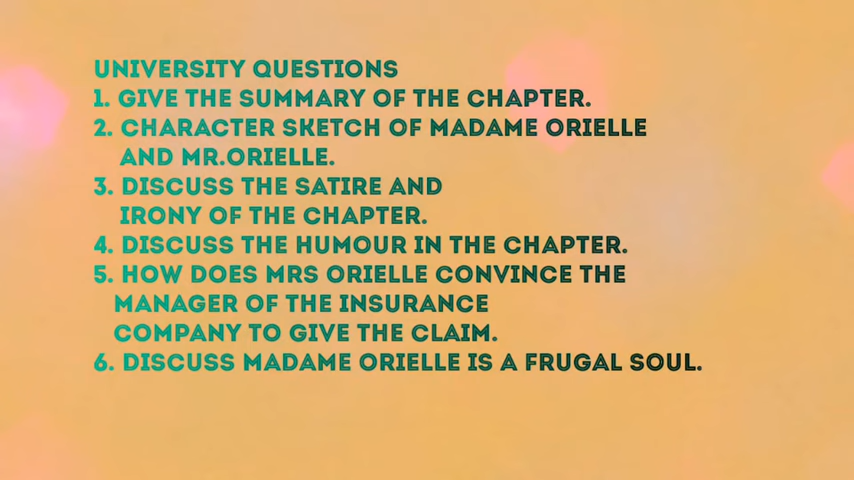 UNIVERSITY QUESTIONS
1. GIVE THE SUMMARY OF THE CHAPTER.
2. CHARACTER SKETCH OF MADAME ORIELLE
AND MR.ORIELLE.
3. DISCUSS THE SATIRE AND
IRONY OF THE CHAPTER.
4. DISCUSS THE HUMOUR IN THE CHAPTER.
5. HOW DOES MRS ORIELLE CONVINCE THE
MANAGER OF THE INSURANCE
COMPANY TO GIVE THE CLAIM.
6. DISCUSS MADAME ORIELLE IS A FRUGAL SOUL.